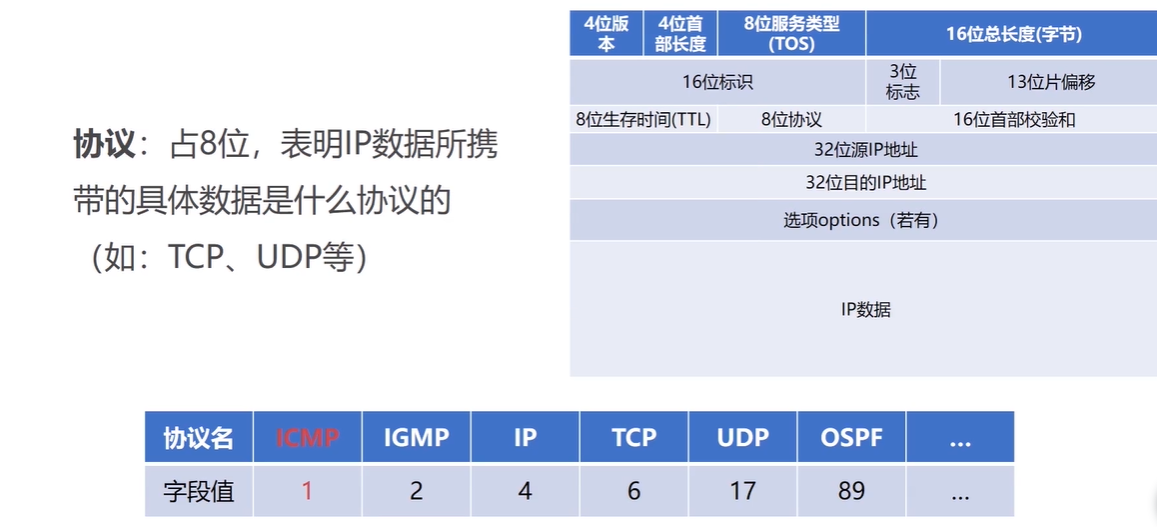 协议：占8位，表明IP数据所携
带的具体数据是什么协议的
（如：TCP、UDP等）
4位版本 4位首部长度 8位服务类型(TOS) 16位总长度(字节)
16位标识 3位标志 13位片偏移
8位生存时间(TTL) 8位协议 16位首部校验和
32位源IP地址
32位目的IP地址
选项options（若有）
IP数据
协议名 ICMP IGMP IP TCP UDP OSPF ...
字段值 1 2 4 6 17 89 ...